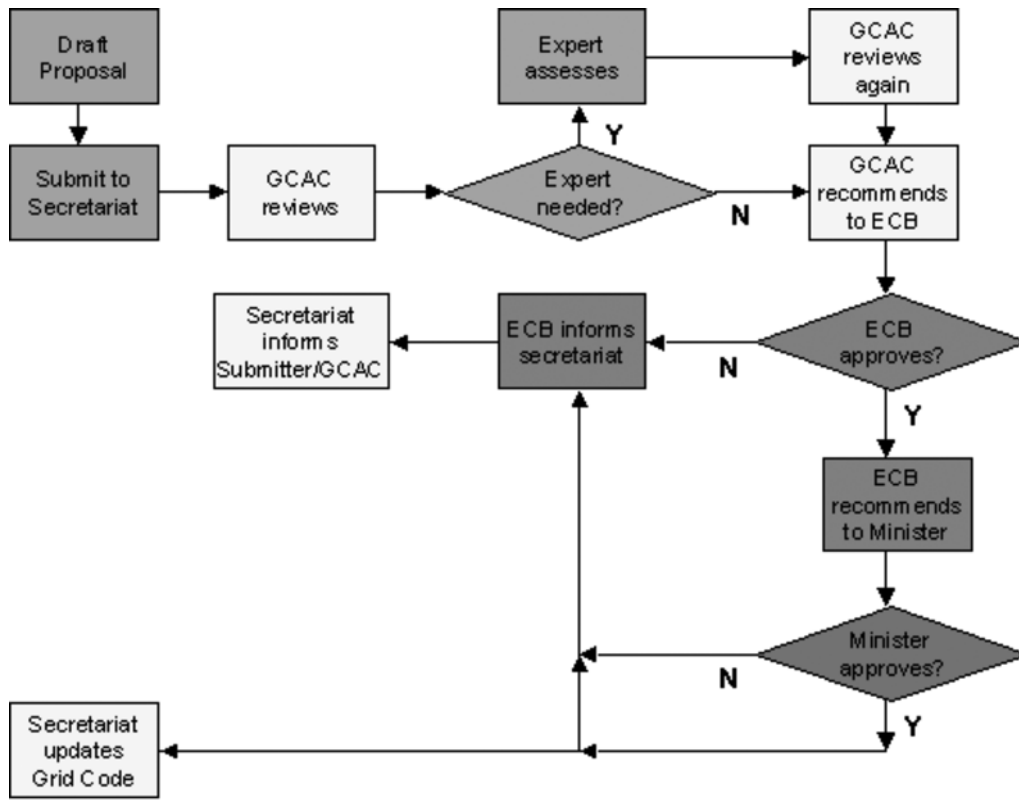 Draft
Proposal
Expert
assesses
GCAC
reviews
again
Y
Submit to
Secretariat
GCAC
reviews
Expert
needed?
N
GCAC
recommends
to ECB
Secretariat
informs
Submitter/GCAC
ECB informs
secretariat
N
ECB
approves?
Y
ECB
recommends
to Minister
Minister
approves?
N
Y
Secretariat
updates
Grid Code